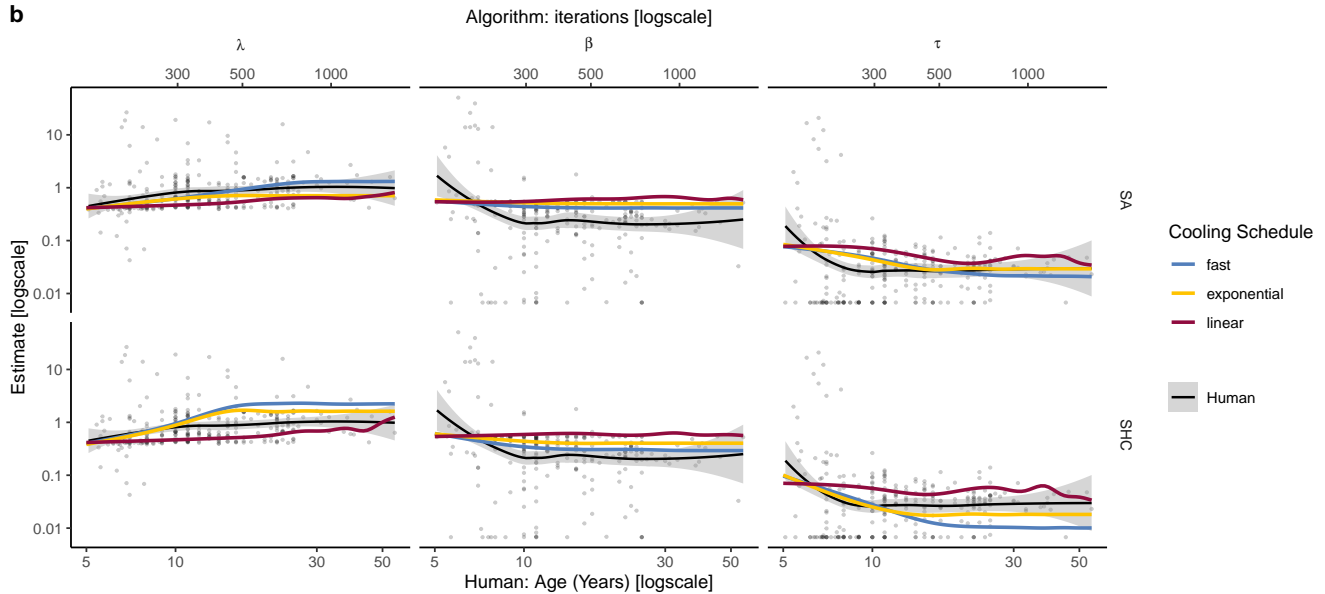 b
Algorithm: iterations [logscale]
λ β τ
300 500 1000 300 500 1000 300 500 1000
Estimate [logscale]
10
1
0.1
0.01
SA
10
1
0.1
0.01
SHC
5 10 30 50 5 10 30 50 5 10 30 50
Human: Age (Years) [logscale]
Cooling Schedule
fast
exponential
linear
Human